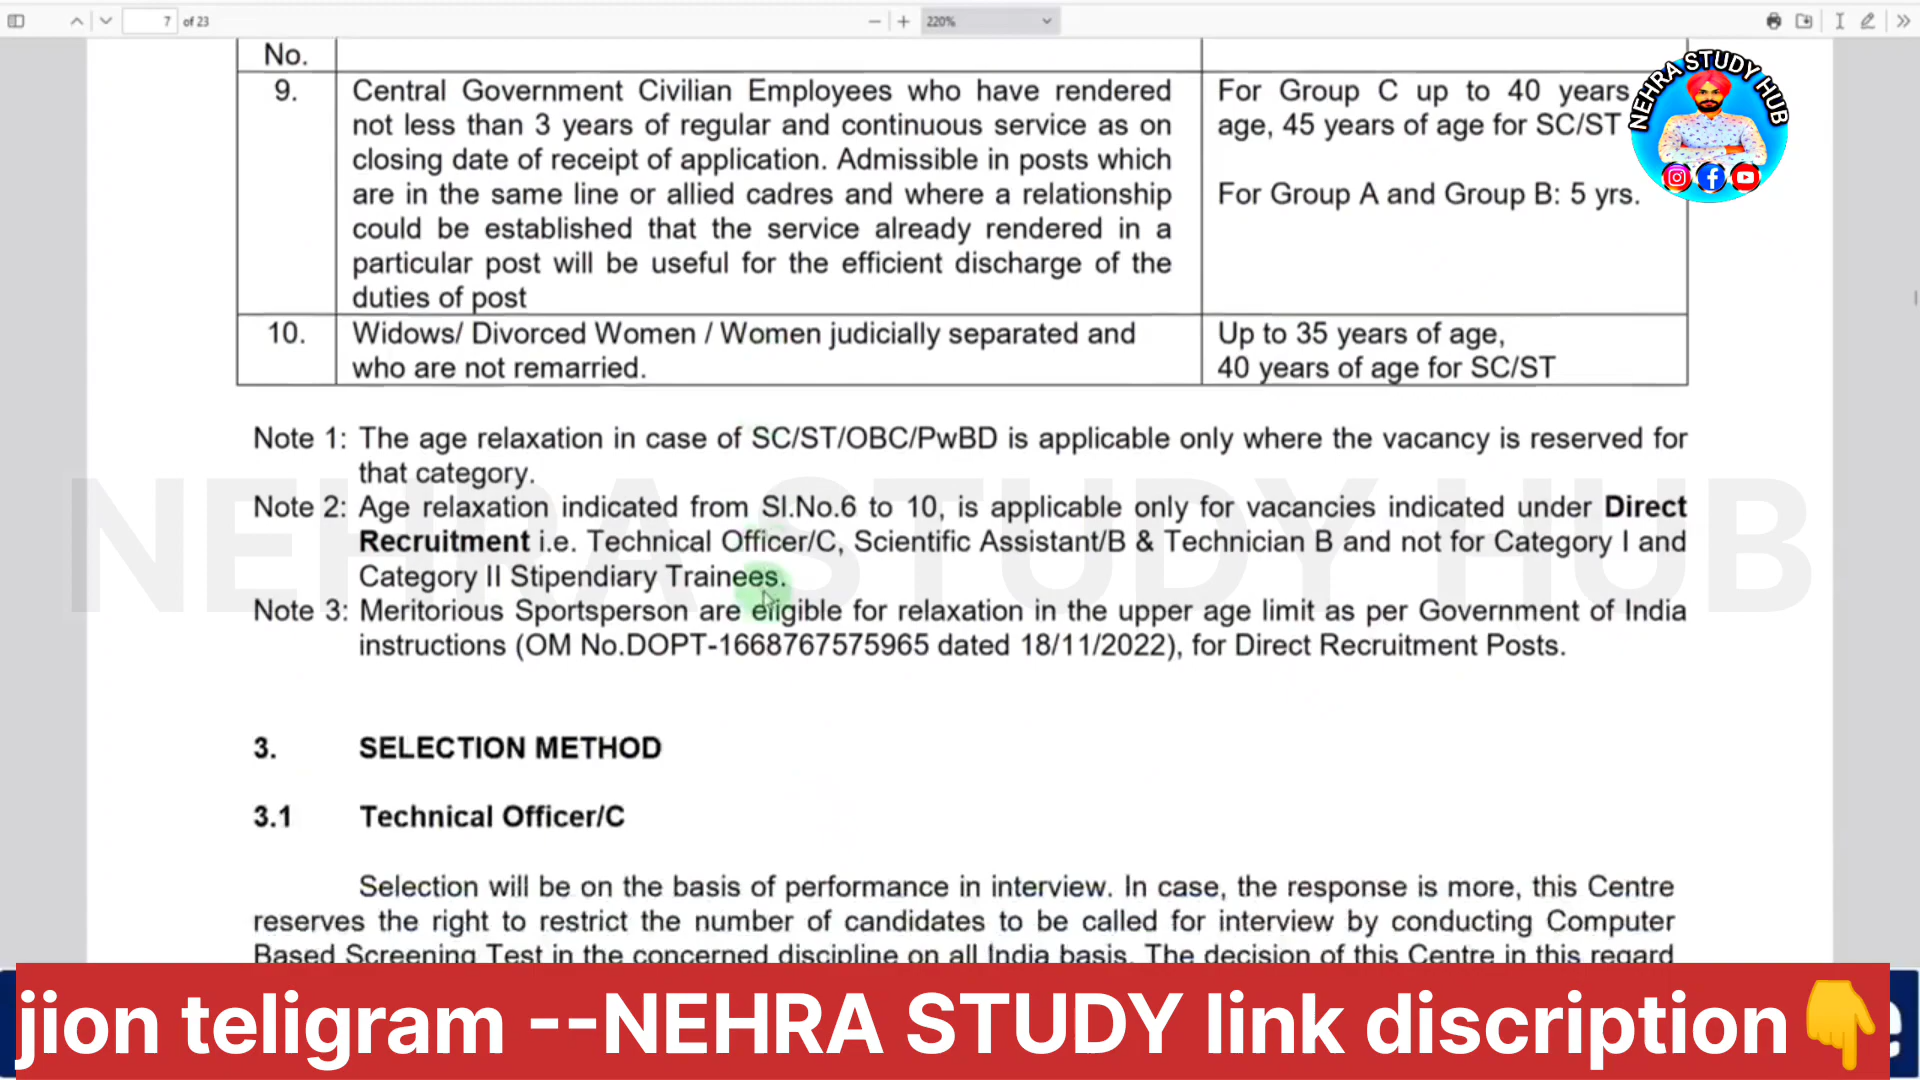 7 of 23
220%
No.
9. Central Government Civilian Employees who have rendered For Group C up to 40 years
not less than 3 years of regular and continuous service as on age, 45 years of age for SC/ST
closing date of receipt of application. Admissible in posts which
are in the same line or allied cadres and where a relationship For Group A and Group B: 5 yrs.
could be established that the service already rendered in a
particular post will be useful for the efficient discharge of the
duties of post
10. Widows/ Divorced Women / Women judicially separated and Up to 35 years of age,
who are not remarried. 40 years of age for SC/ST
NEHRA STUDY HUB
Note 1: The age relaxation in case of SC/ST/OBC/PwBD is applicable only where the vacancy is reserved for
that category.
Note 2: Age relaxation indicated from Sl.No.6 to 10, is applicable only for vacancies indicated under Direct
Recruitment i.e. Technical Officer/C, Scientific Assistant/B & Technician B and not for Category I and
Category II Stipendiary Trainees.
Note 3: Meritorious Sportsperson are eligible for relaxation in the upper age limit as per Government of India
instructions (OM No.DOPT-1668767575965 dated 18/11/2022), for Direct Recruitment Posts.
NEHRA STUDY HUB
3. SELECTION METHOD
3.1 Technical Officer/C
Selection will be on the basis of performance in interview. In case, the response is more, this Centre
reserves the right to restrict the number of candidates to be called for interview by conducting Computer
Based Screening Test in the concerned discipline on all India basis. The decision of this Centre in this regard
jion teligram --NEHRA STUDY link discription👇